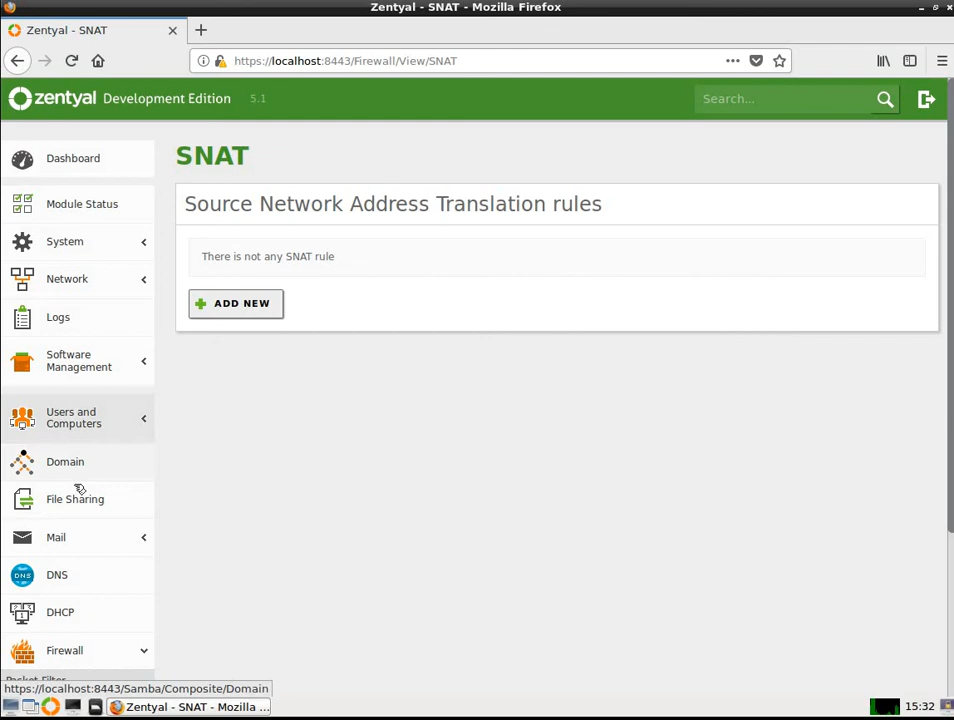 Zentyal - SNAT - Mozilla Firefox
Zentyal - SNAT
https://localhost:8443/Firewall/View/SNAT
zentyal Development Edition 5.1
Search...
Dashboard
Module Status
System
Network
Logs
Software
Management
Users and
Computers
Domain
File Sharing
Mail
DNS
DNS
DHCP
Firewall
Packet Filter
SNAT
Source Network Address Translation rules
There is not any SNAT rule
ADD NEW
https://localhost:8443/Samba/Composite/Domain
Zentyal - SNAT - Mozilla ...
15:32